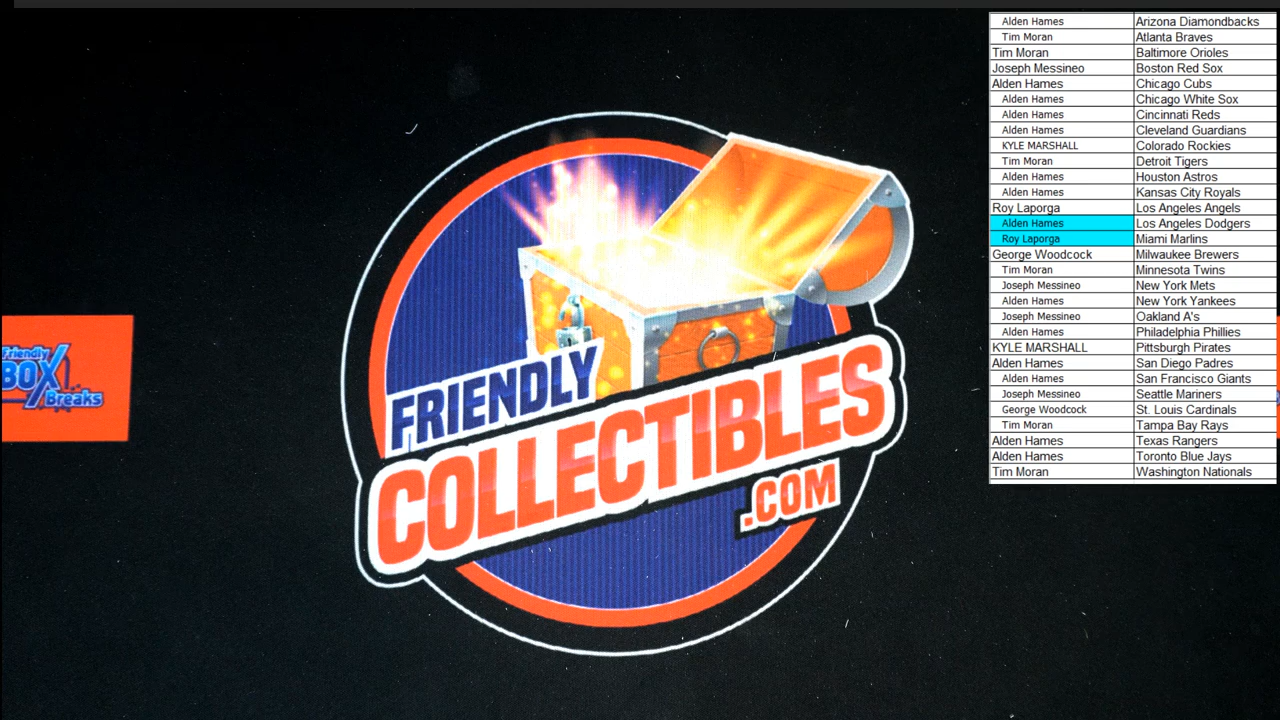 Alden Hames Arizona Diamondbacks
Tim Moran Atlanta Braves
Tim Moran Baltimore Orioles
Joseph Messineo Boston Red Sox
Alden Hames Chicago Cubs
Alden Hames Chicago White Sox
Alden Hames Cincinnati Reds
Alden Hames Cleveland Guardians
KYLE MARSHALL Colorado Rockies
Tim Moran Detroit Tigers
Alden Hames Houston Astros
Alden Hames Kansas City Royals
Roy Laporga Los Angeles Angels
Alden Hames Los Angeles Dodgers
Roy Laporga Miami Marlins
George Woodcock Milwaukee Brewers
Tim Moran Minnesota Twins
Joseph Messineo New York Mets
Alden Hames New York Yankees
Joseph Messineo Oakland A's
Alden Hames Philadelphia Phillies
KYLE MARSHALL Pittsburgh Pirates
Alden Hames San Diego Padres
Alden Hames San Francisco Giants
Joseph Messineo Seattle Mariners
George Woodcock St. Louis Cardinals
Tim Moran Tampa Bay Rays
Alden Hames Texas Rangers
Alden Hames Toronto Blue Jays
Tim Moran Washington Nationals
Friendly
BOX
Breaks
FRIENDLY
COLLECTIBLES
.COM